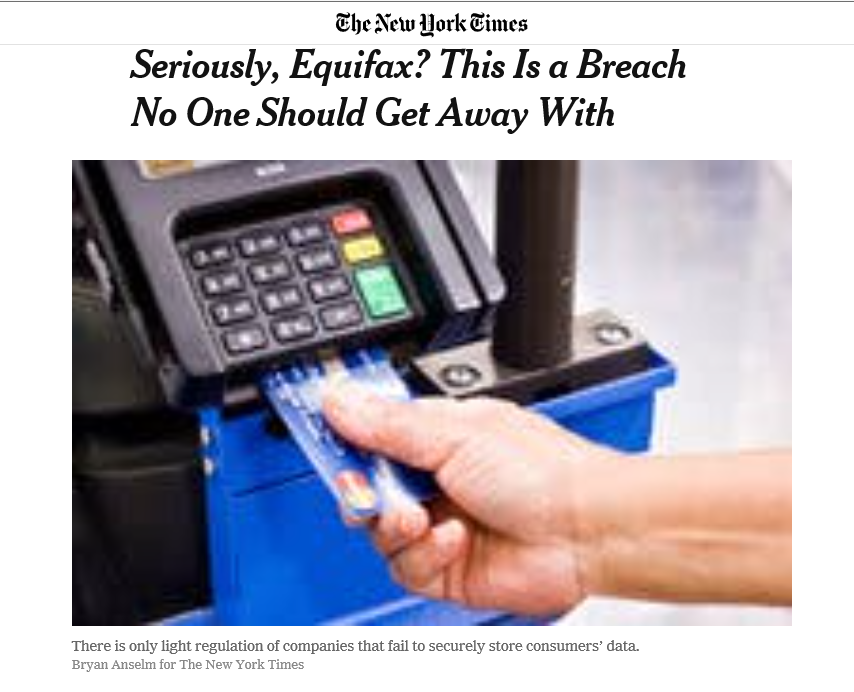 The New York Times
Seriously, Equifax? This Is a Breach
No One Should Get Away With
There is only light regulation of companies that fail to securely store consumers’ data.
Bryan Anselm for The New York Times